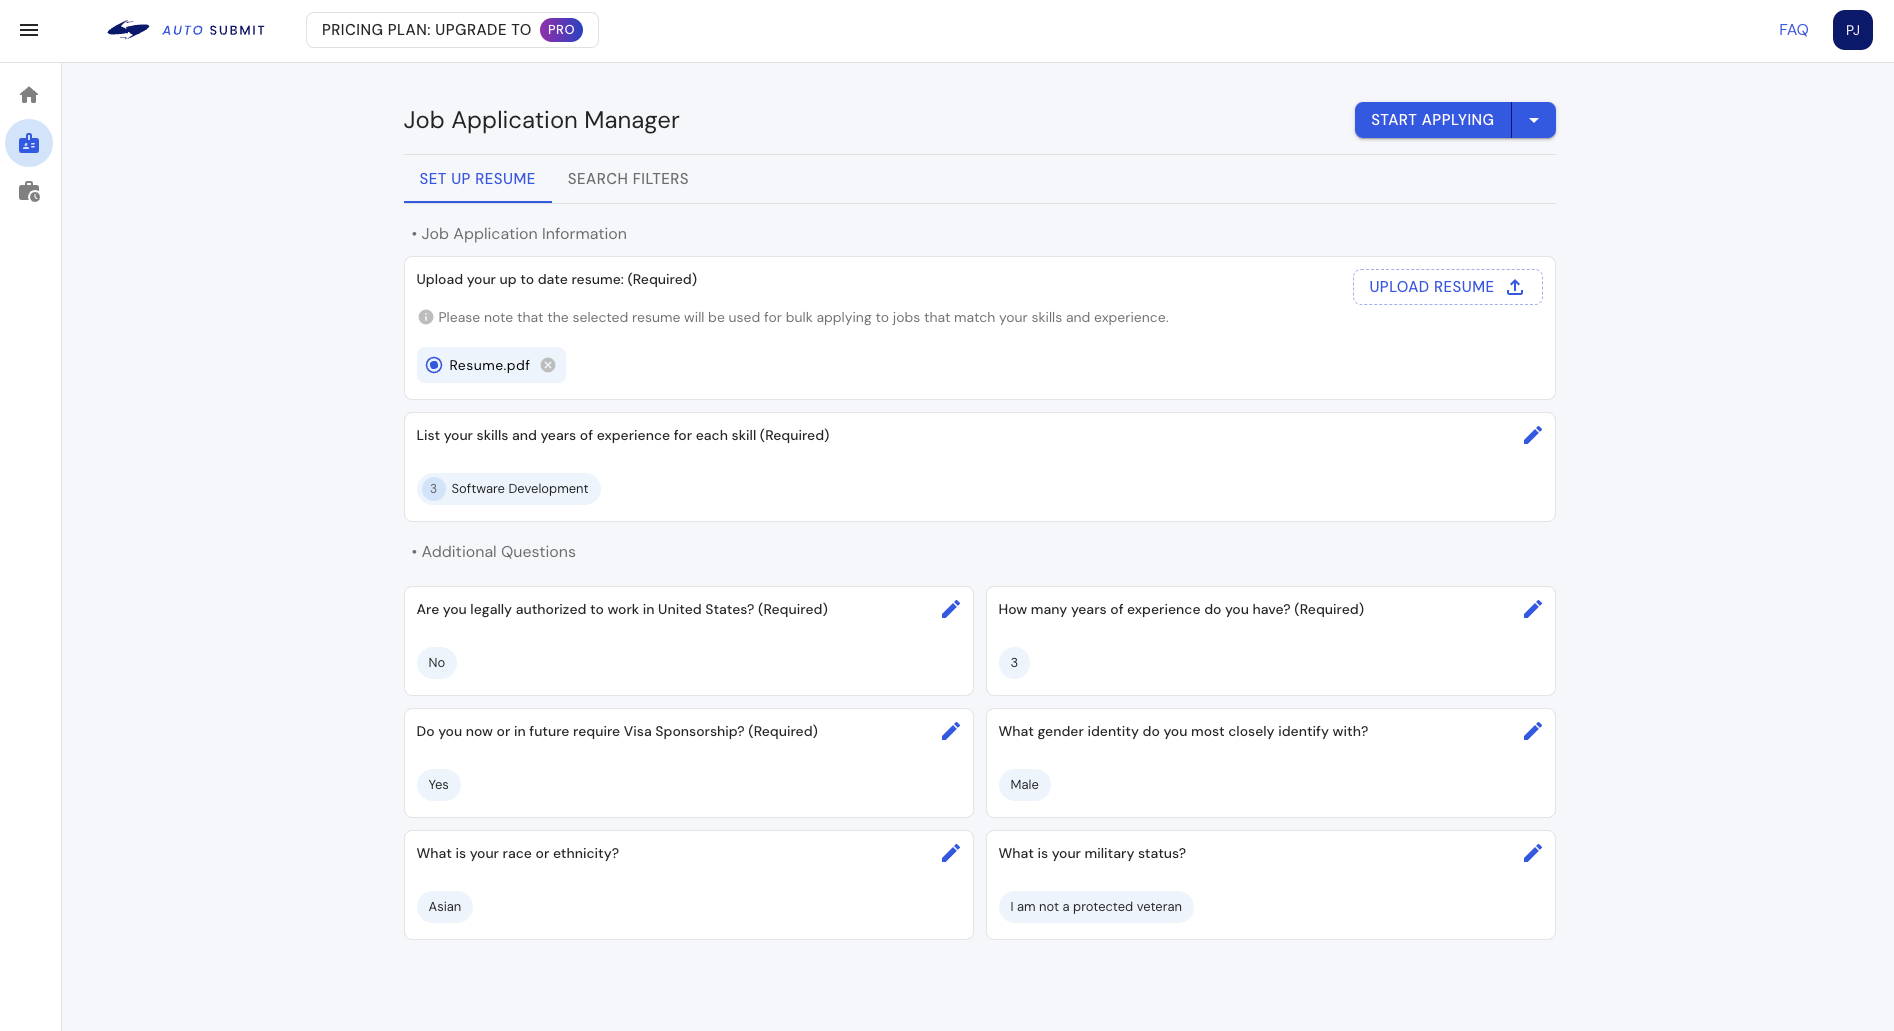 AUTO SUBMIT
PRICING PLAN: UPGRADE TO PRO
FAQ
PJ
Job Application Manager
START APPLYING
SET UP RESUME
SEARCH FILTERS
• Job Application Information
Upload your up to date resume: (Required)
UPLOAD RESUME
Please note that the selected resume will be used for bulk applying to jobs that match your skills and experience.
Resume.pdf
List your skills and years of experience for each skill (Required)
3 Software Development
• Additional Questions
Are you legally authorized to work in United States? (Required)
No
How many years of experience do you have? (Required)
3
Do you now or in future require Visa Sponsorship? (Required)
Yes
What gender identity do you most closely identify with?
Male
What is your race or ethnicity?
Asian
What is your military status?
I am not a protected veteran